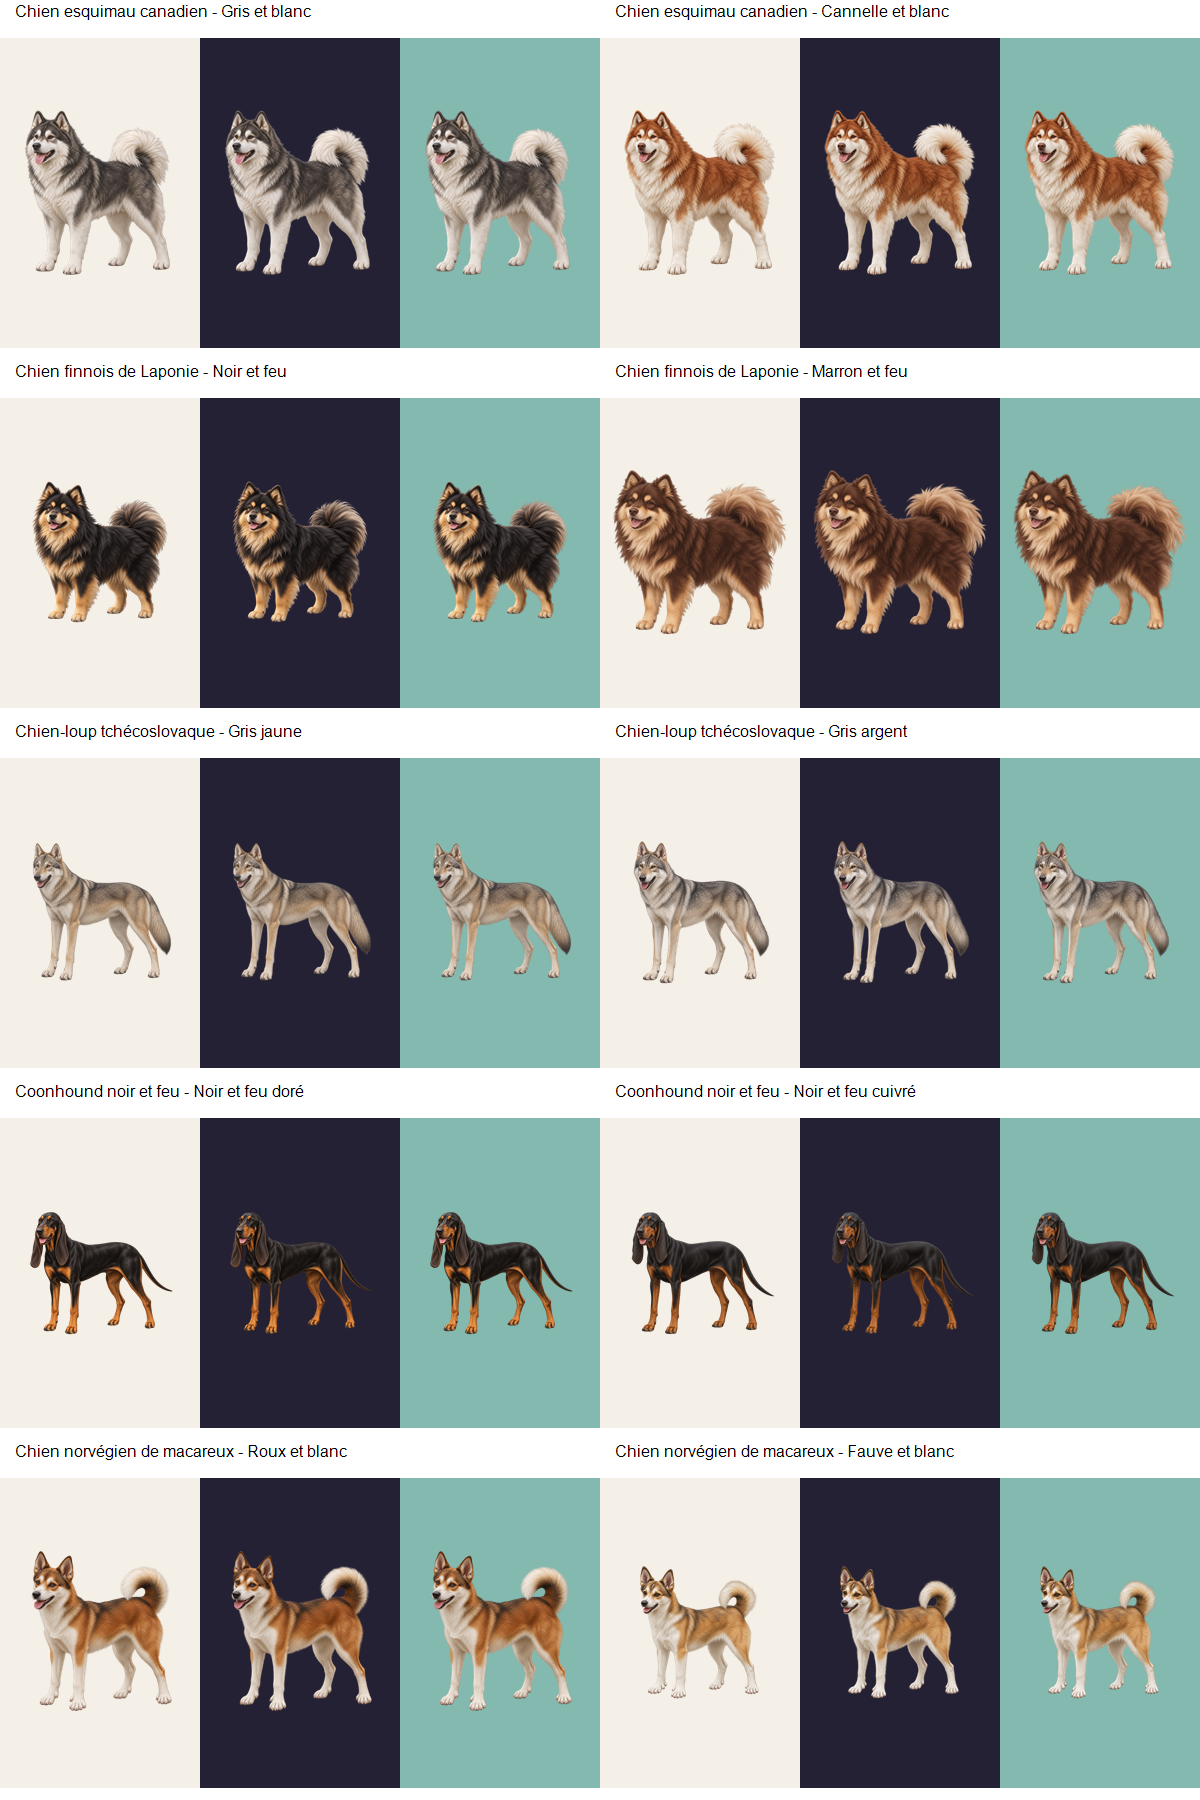 Chien esquimau canadien - Gris et blanc
Chien esquimau canadien - Cannelle et blanc
Chien finnois de Laponie - Noir et feu
Chien finnois de Laponie - Marron et feu
Chien-loup tchécoslovaque - Gris jaune
Chien-loup tchécoslovaque - Gris argent
Coonhound noir et feu - Noir et feu doré
Coonhound noir et feu - Noir et feu cuivré
Chien norvégien de macareux - Roux et blanc
Chien norvégien de macareux - Fauve et blanc